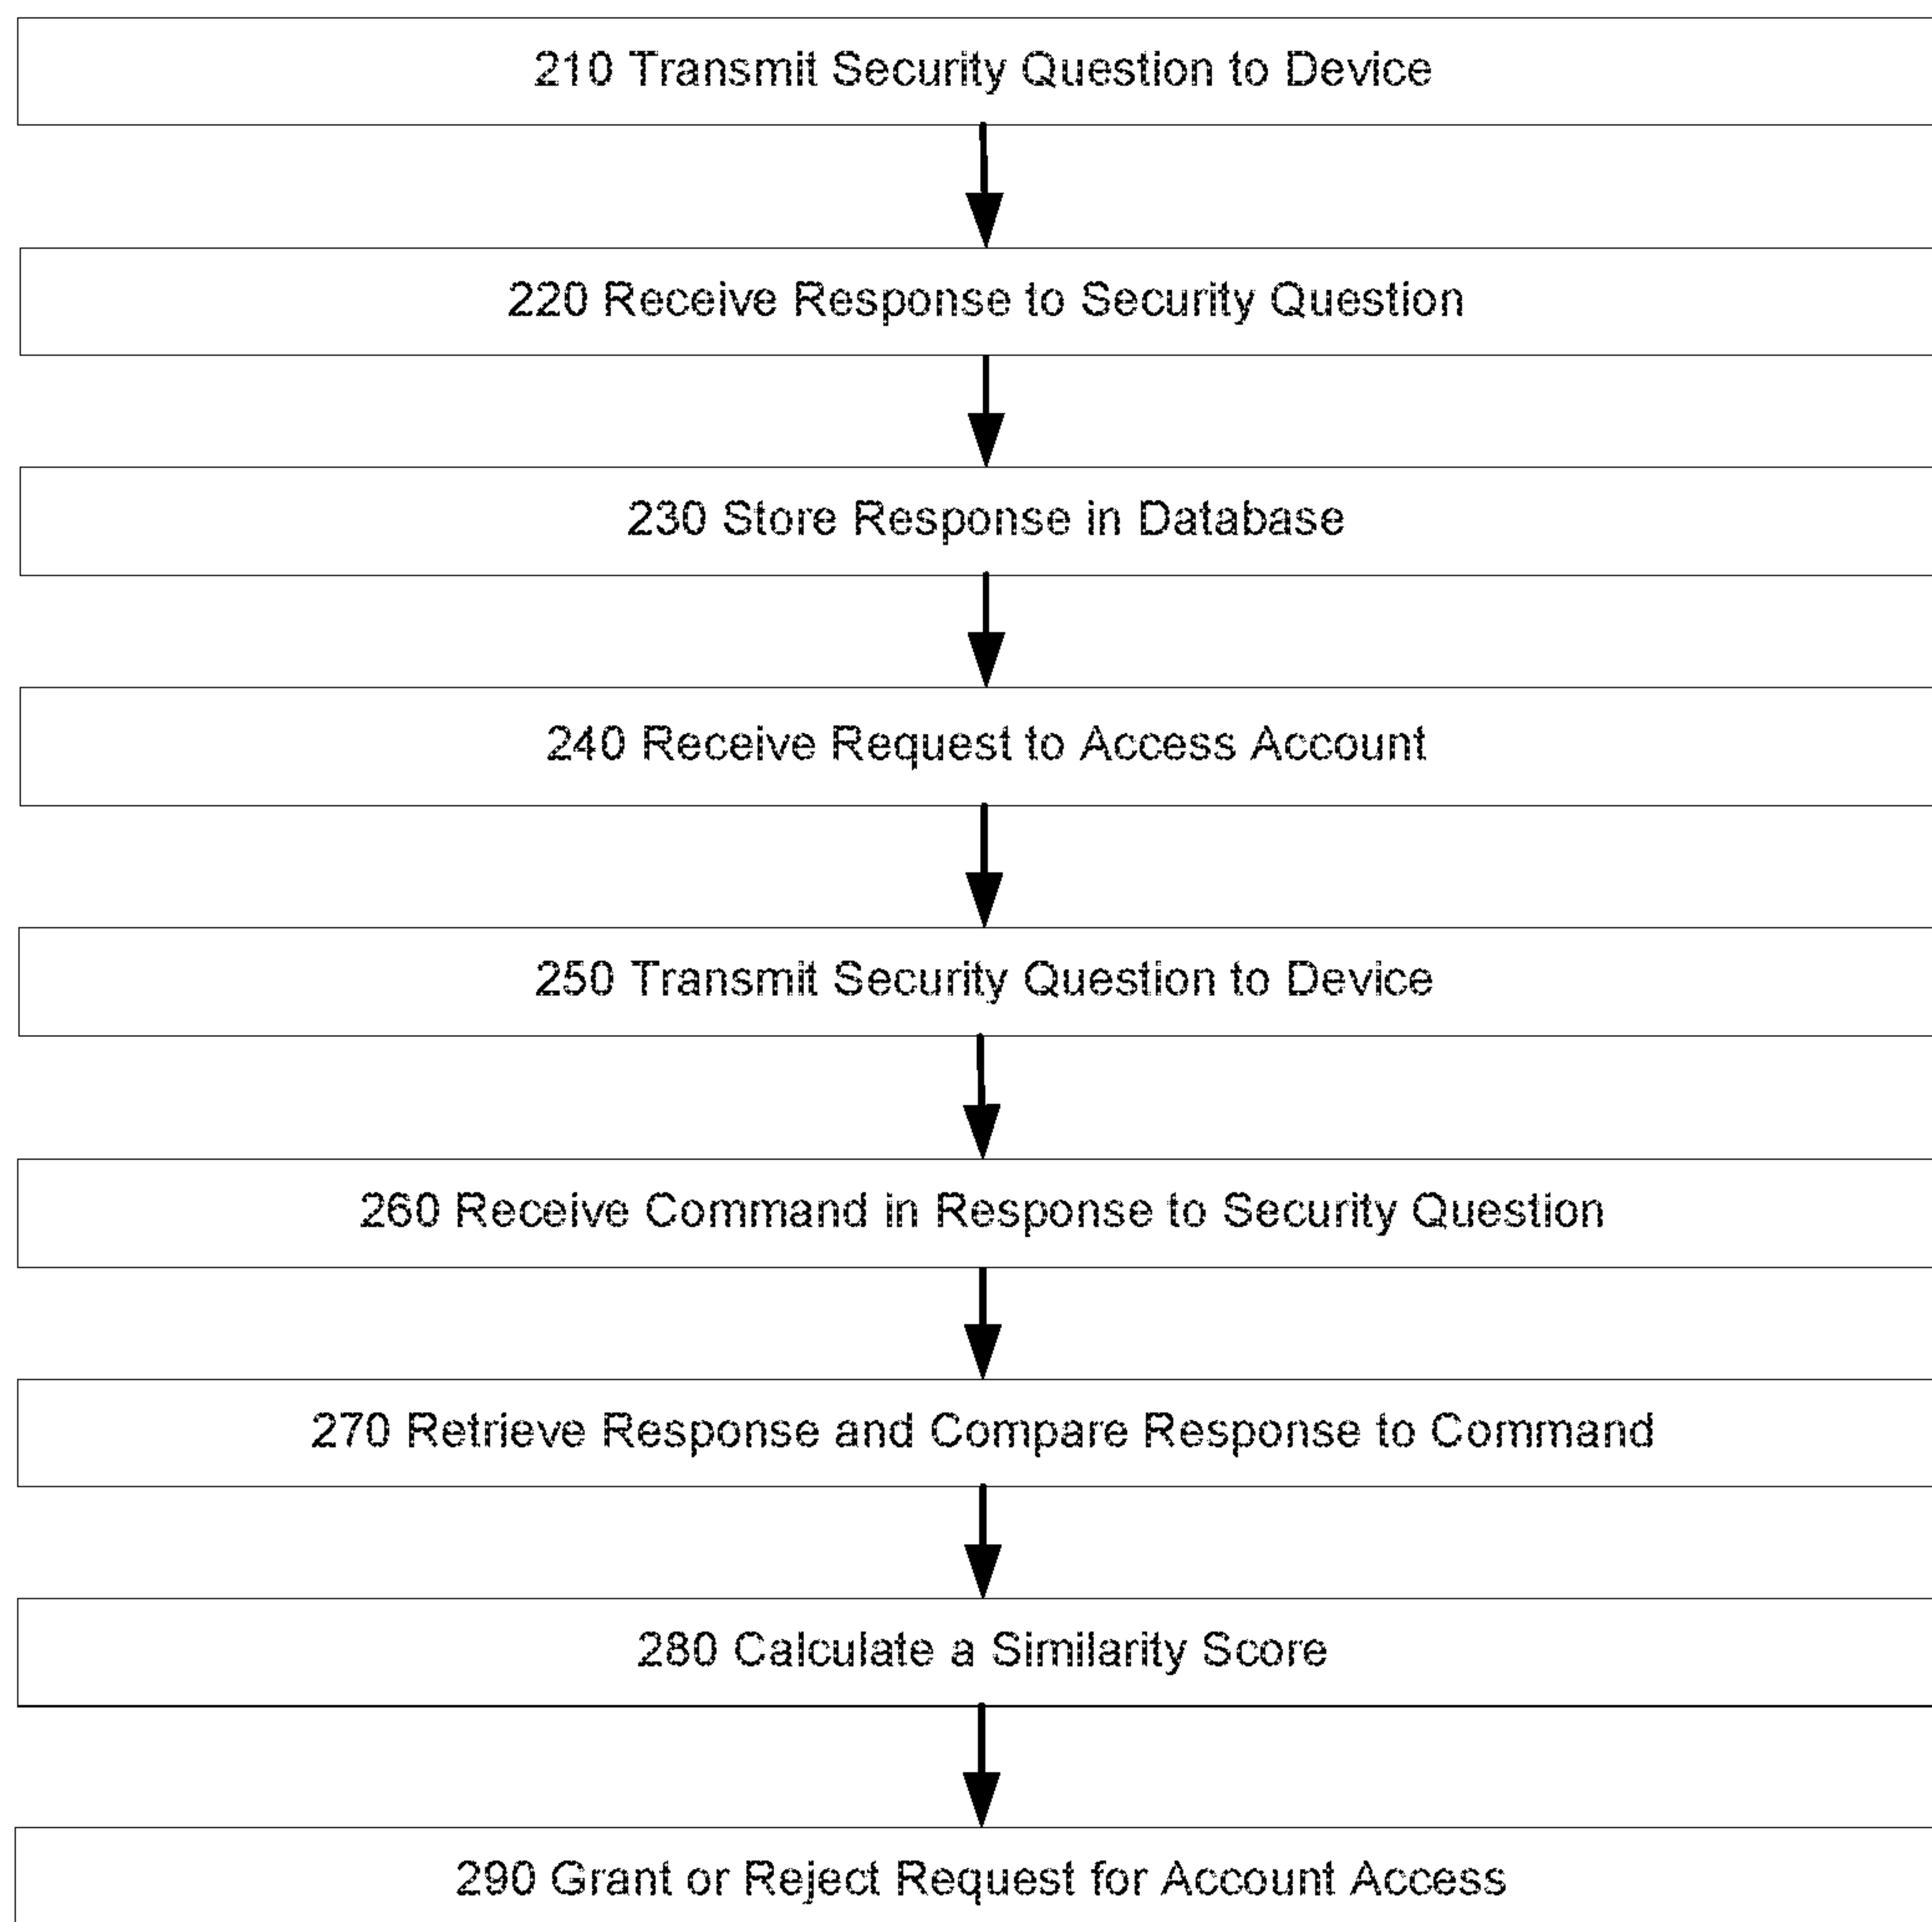 210 Transmit Security Question to Device
220 Receive Response to Security Question
230 Store Response in Database
240 Receive Request to Access Account
250 Transmit Security Question to Device
260 Receive Command in Response to Security Question
270 Retrieve Response and Compare Response to Command
280 Calculate a Similarity Score
290 Grant or Reject Request for Account Access